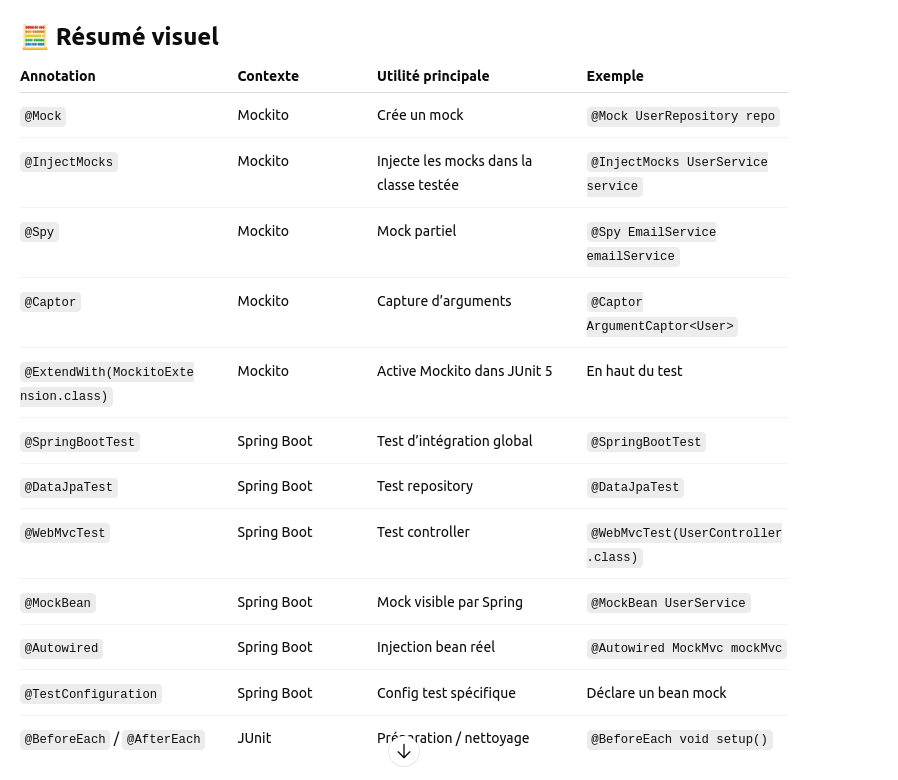 🧮 Résumé visuel
Annotation Contexte Utilité principale Exemple
@Mock Mockito Crée un mock @Mock UserRepository repo
@InjectMocks Mockito Injecte les mocks dans la @InjectMocks UserService
classe testée service
@Spy Mockito Mock partiel @Spy EmailService
emailService
@Captor Mockito Capture d’arguments @Captor
ArgumentCaptor<User>
@ExtendWith(MockitoExte Mockito Active Mockito dans JUnit 5 En haut du test
nsion.class)
@SpringBootTest Spring Boot Test d’intégration global @SpringBootTest
@DataJpaTest Spring Boot Test repository @DataJpaTest
@WebMvcTest Spring Boot Test controller @WebMvcTest(UserController
.class)
@MockBean Spring Boot Mock visible par Spring @MockBean UserService
@Autowired Spring Boot Injection bean réel @Autowired MockMvc mockMvc
@TestConfiguration Spring Boot Config test spécifique Déclare un bean mock
@BeforeEach / @AfterEach JUnit Préparation / nettoyage @BeforeEach void setup()